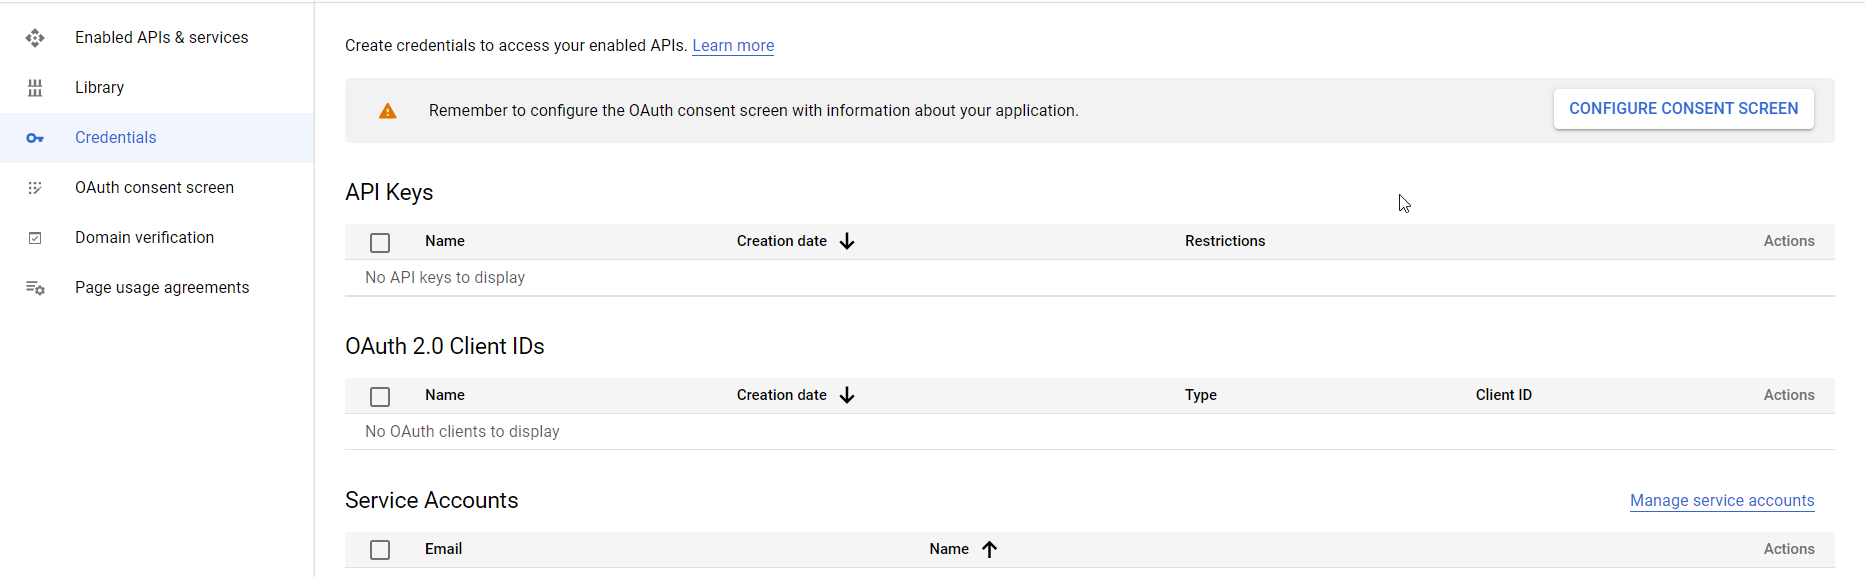 Enabled APIs & services
Library
Credentials
OAuth consent screen
Domain verification
Page usage agreements
Create credentials to access your enabled APIs. Learn more
Remember to configure the OAuth consent screen with information about your application.
CONFIGURE CONSENT SCREEN
API Keys
Name Creation date Restrictions Actions
No API keys to display
OAuth 2.0 Client IDs
Name Creation date Type Client ID Actions
No OAuth clients to display
Service Accounts
Manage service accounts
Email Name Actions